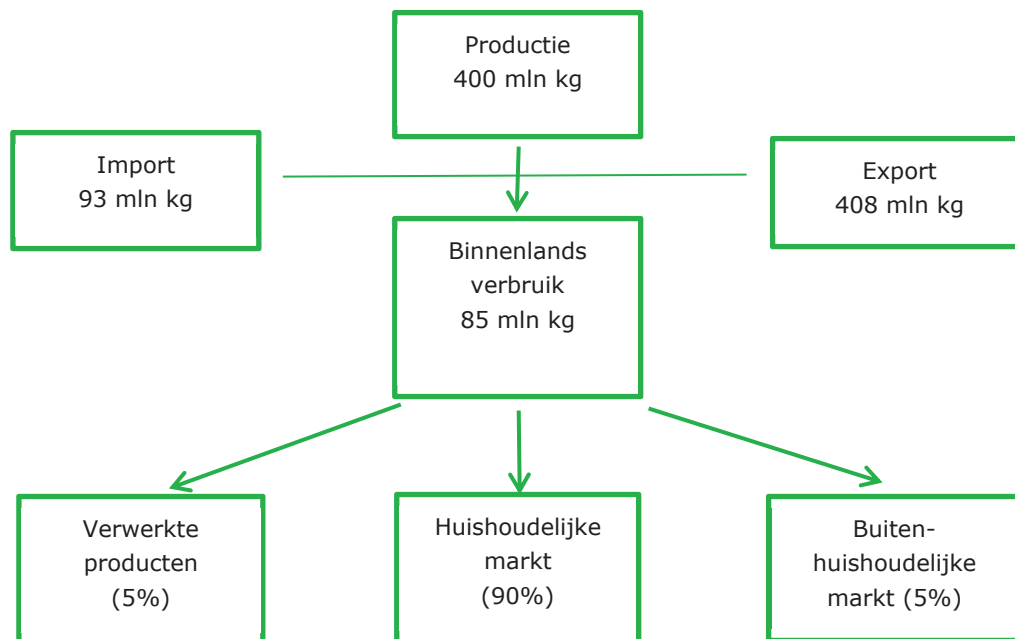 Productie
400 mln kg
Import
93 mln kg
Export
408 mln kg
Binnenlands
verbruik
85 mln kg
Verwerkte
producten
(5%)
Huishoudelijke
markt
(90%)
Buiten-
huishoudelijke
markt (5%)